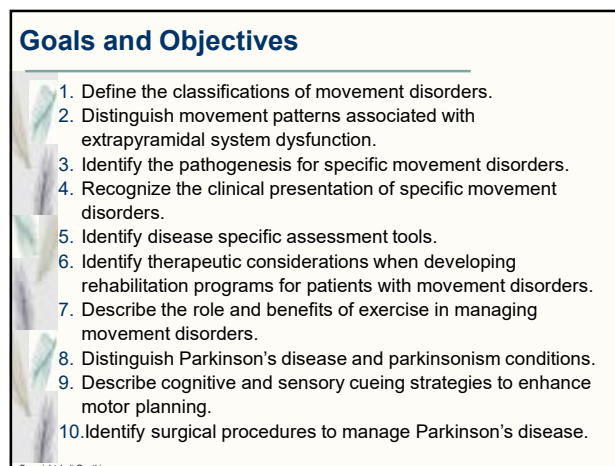 Goals and Objectives
1. Define the classifications of movement disorders.
2. Distinguish movement patterns associated with
extrapyramidal system dysfunction.
3. Identify the pathogenesis for specific movement disorders.
4. Recognize the clinical presentation of specific movement
disorders.
5. Identify disease specific assessment tools.
6. Identify therapeutic considerations when developing
rehabilitation programs for patients with movement disorders.
7. Describe the role and benefits of exercise in managing
movement disorders.
8. Distinguish Parkinson’s disease and parkinsonism conditions.
9. Describe cognitive and sensory cueing strategies to enhance
motor planning.
10.Identify surgical procedures to manage Parkinson’s disease.